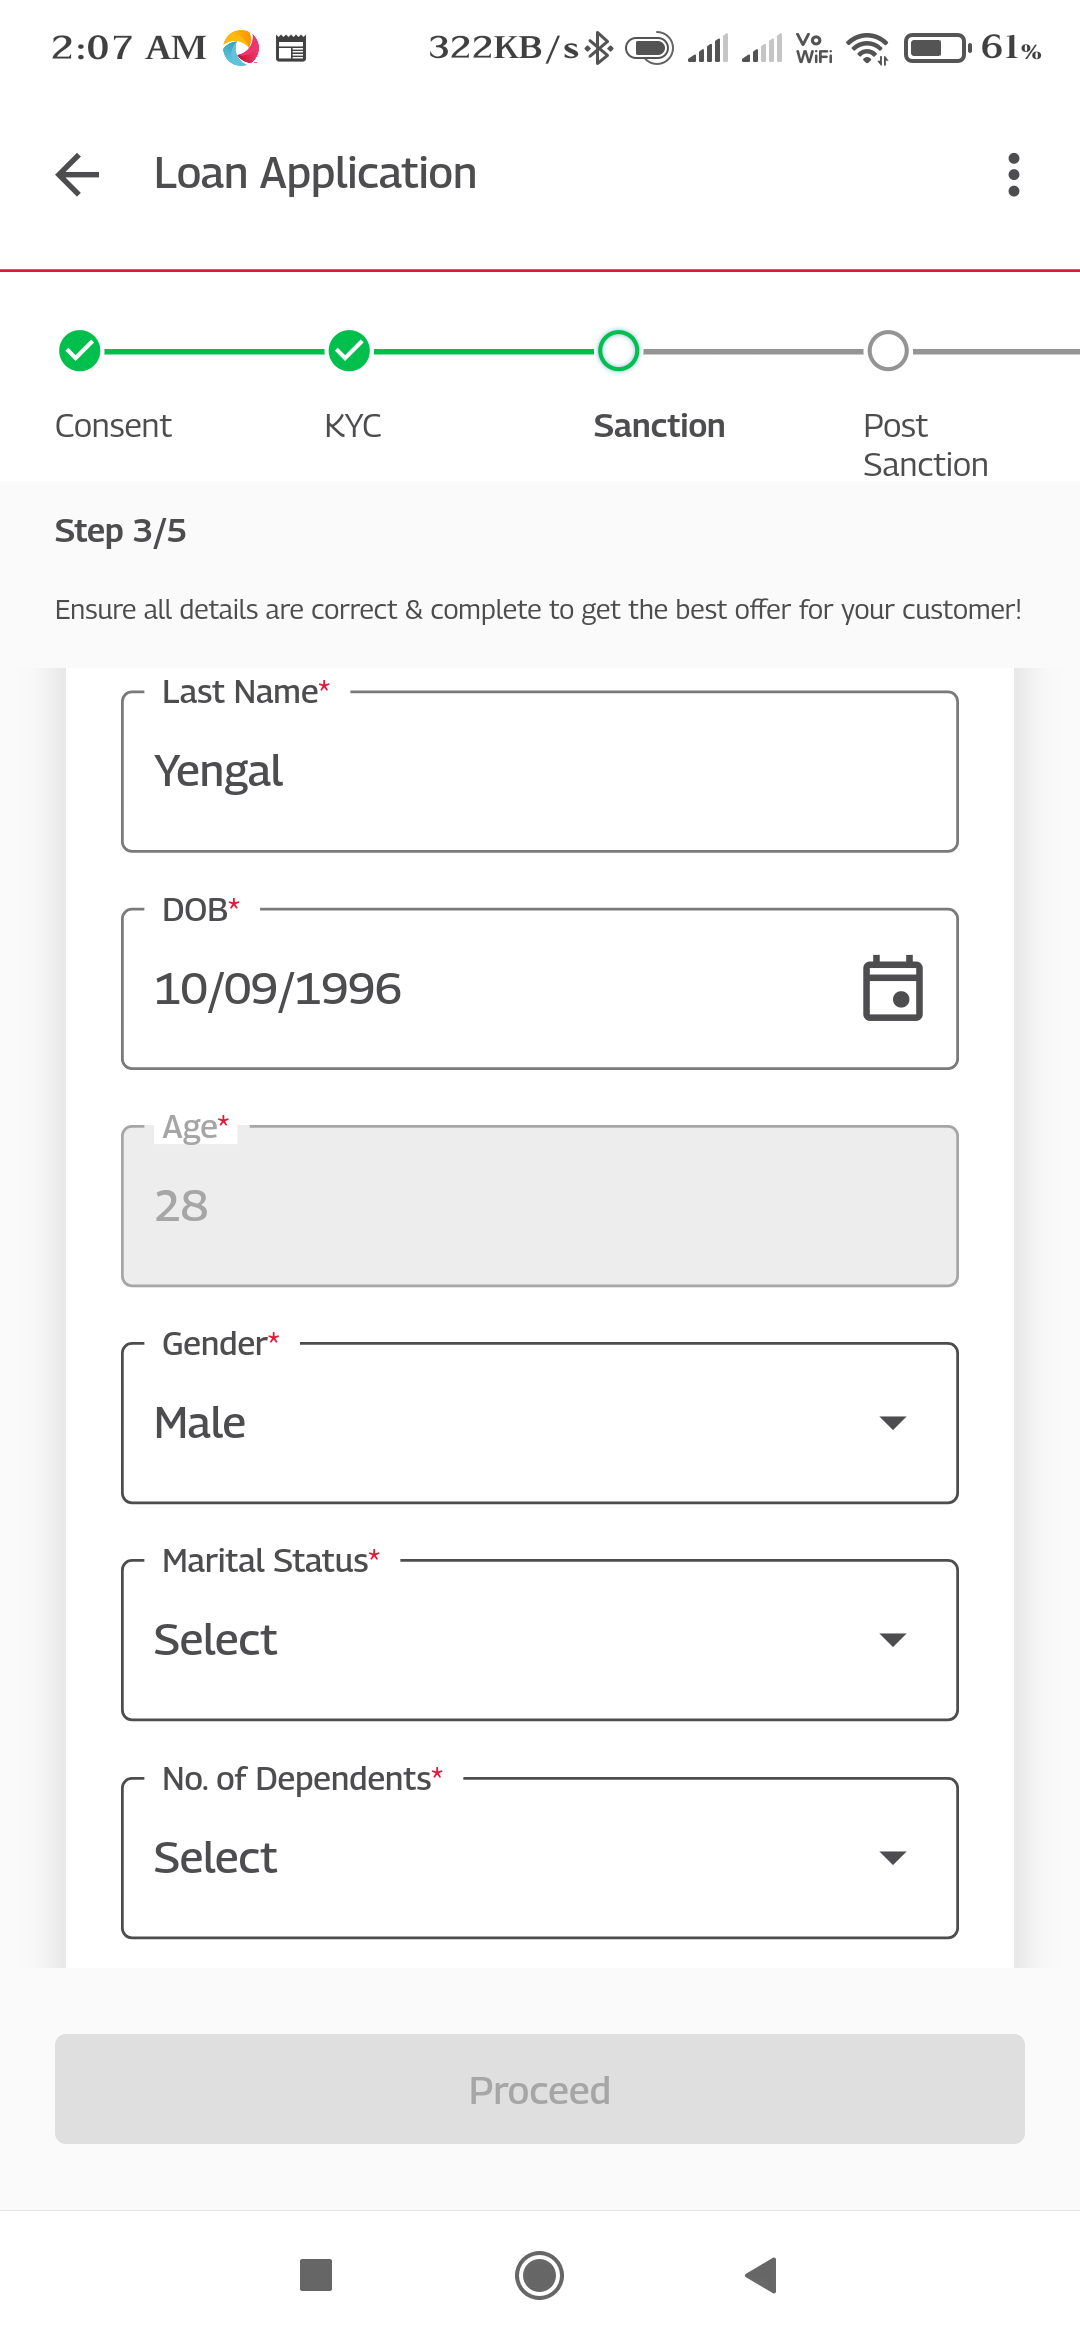 2:07 AM 322KB/s Vo WiFi 61%
Loan Application
Consent KYC Sanction Post
Sanction
Step 3/5
Ensure all details are correct & complete to get the best offer for your customer!
Last Name*
Yengal
DOB*
10/09/1996
Age*
28
Gender*
Male
Marital Status*
Select
No. of Dependents*
Select
Proceed